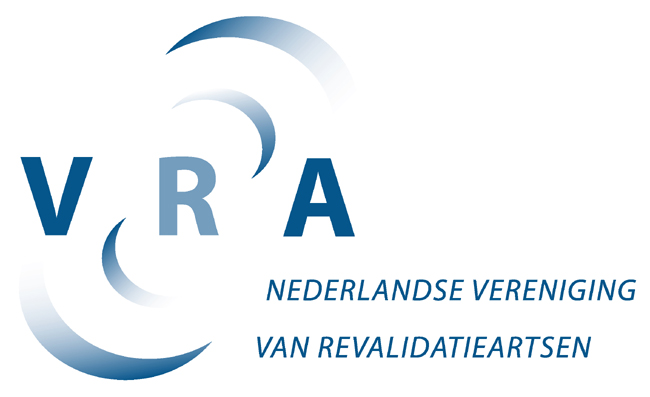 VRA
NEDERLANDSE VERENIGING
VAN REVALIDATIEARTSEN